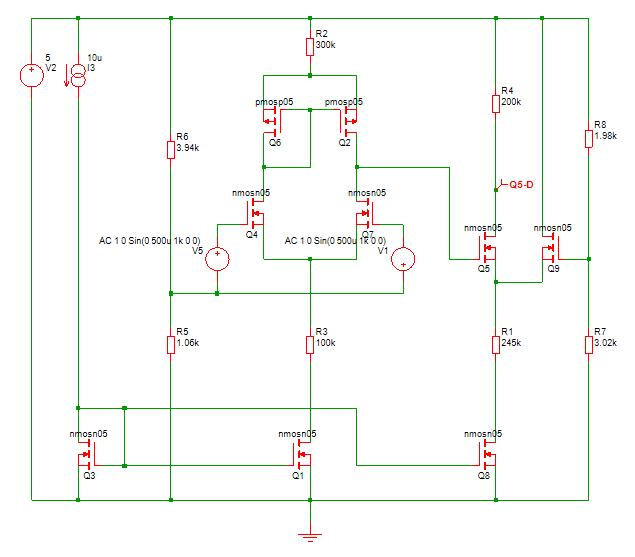 5
V2
10u
I3
R2
300k
R4
200k
R8
1.98k
R6
3.94k
pmosp05
Q6
pmosp05
Q2
Q5-D
nmosn05
Q4
nmosn05
Q7
nmosn05
Q5
nmosn05
Q9
AC 1 0 Sin(0 500u 1k 0 0)
V5
AC 1 0 Sin(0 500u 1k 0 0)
V1
R5
1.06k
R3
100k
R1
245k
R7
3.02k
nmosn05
Q3
nmosn05
Q1
nmosn05
Q8